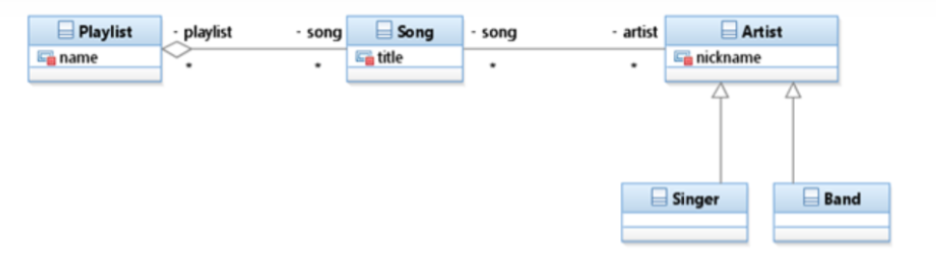 Playlist
- playlist
- song
Song
- song
- artist
Artist
name
*
*
title
*
*
nickname
Singer
Band